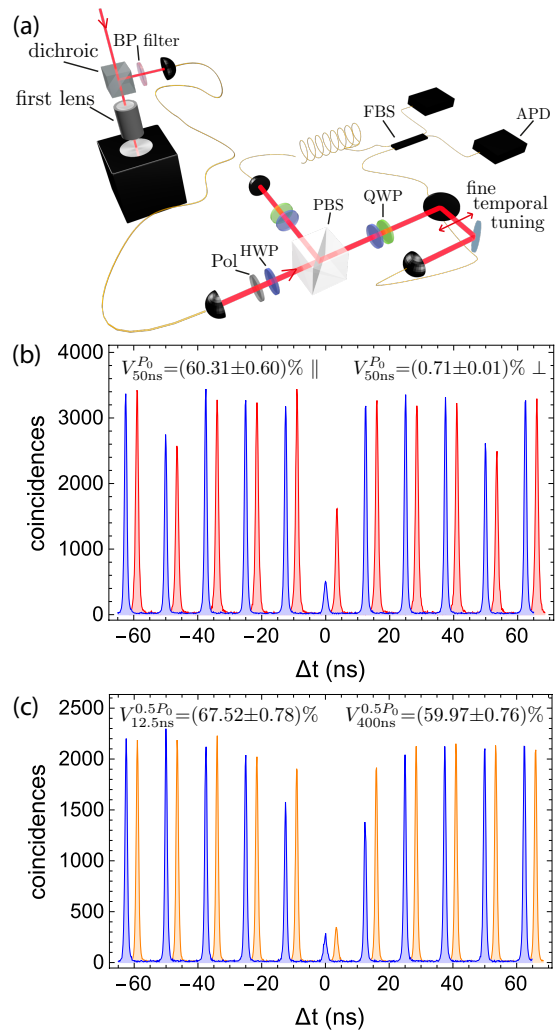 (a)
BP filter
dichroic
first lens
FBS
APD
PBS
QWP
fine
temporal
tuning
Pol
HWP
(b)
V^{P_0}_{50ns}=(60.31±0.60)% ∥
V^{P_0}_{50ns}=(0.71±0.01)% ⊥
4000
3000
2000
1000
0
coincidences
−60
−40
−20
0
20
40
60
Δt (ns)
(c)
V^{0.5P_0}_{12.5ns}=(67.52±0.78)%
V^{0.5P_0}_{400ns}=(59.97±0.76)%
2500
2000
1500
1000
500
0
coincidences
−60
−40
−20
0
20
40
60
Δt (ns)